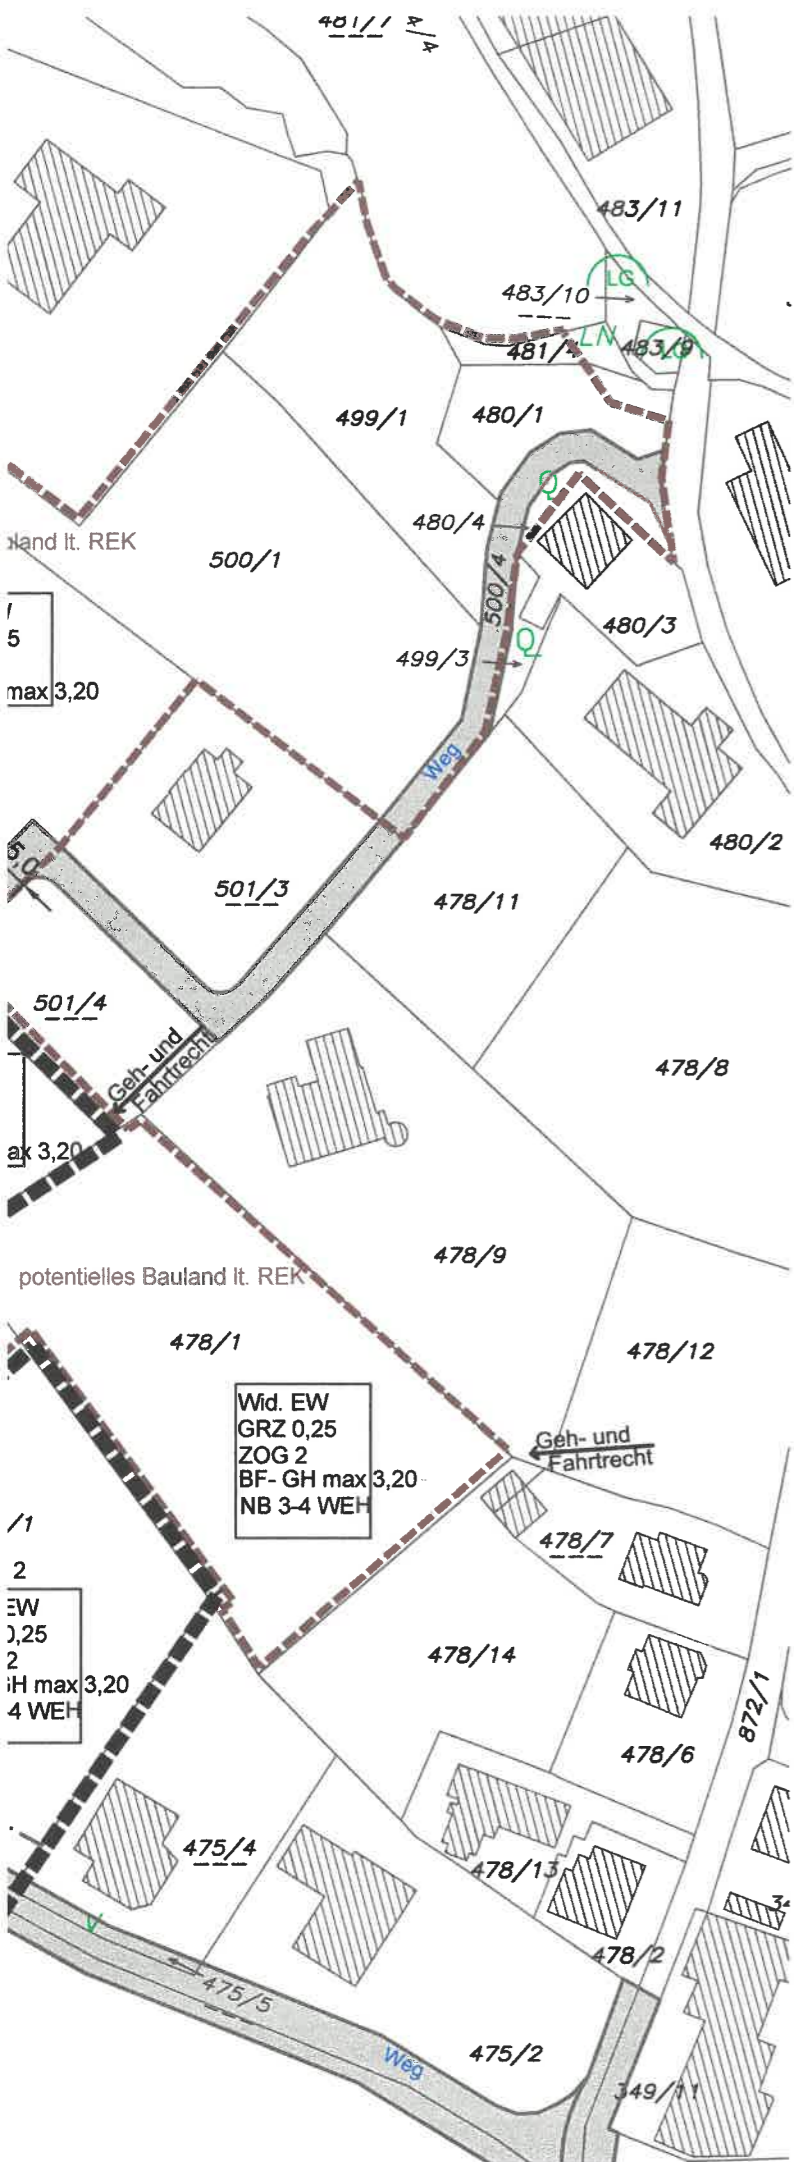 481/7
4/4
483/11
LG
483/10
LN
481/4
483/9
499/1
480/1
Q
480/4
REK
500/1
500/4
480/3
Q
499/3
5
max 3,20
Weg
480/2
5,0
501/3
478/11
501/4
Geh- und
Fahrtrecht
478/8
3,20
478/9
potentielles Bauland lt. REK
478/1
478/12
Wid. EW
GRZ 0,25
ZOG 2
BF- GH max 3,20
NB 3-4 WEH
Geh- und
Fahrtrecht
/1
478/7
2
EW
0,25
2
GH max 3,20
4 WEH
478/14
872/1
478/6
475/4
478/13
V
478/2
475/5
475/2
Weg
349/11